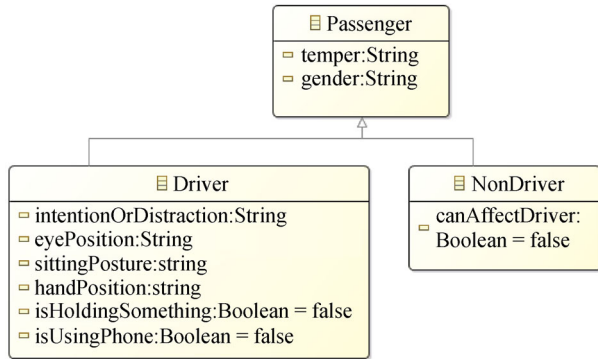 Passenger
temper:String
gender:String
Driver
intentionOrDistraction:String
eyePosition:String
sittingPosture:string
handPosition:string
isHoldingSomething:Boolean = false
isUsingPhone:Boolean = false
NonDriver
canAffectDriver:
Boolean = false